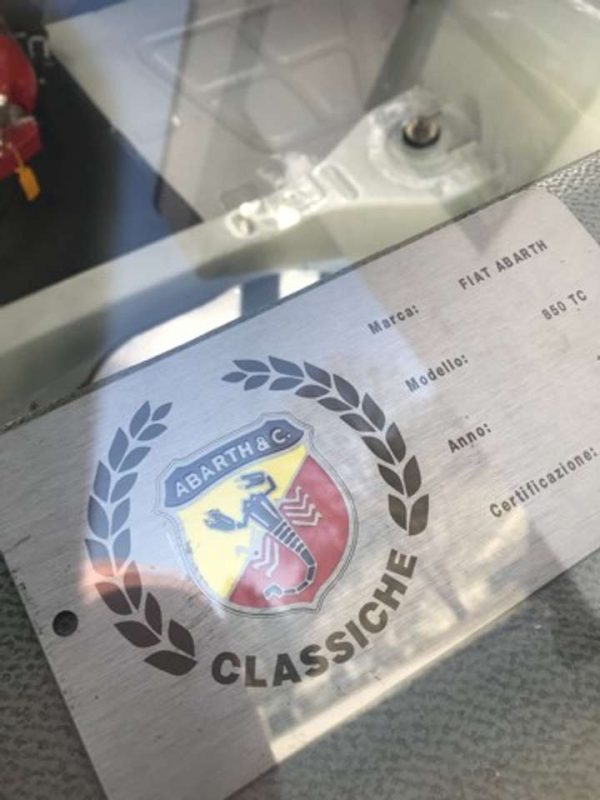 Marca: FIAT ABARTH
Modello: 850 TC
Anno:
Certificazione:
ABARTH & C.
CLASSICHE